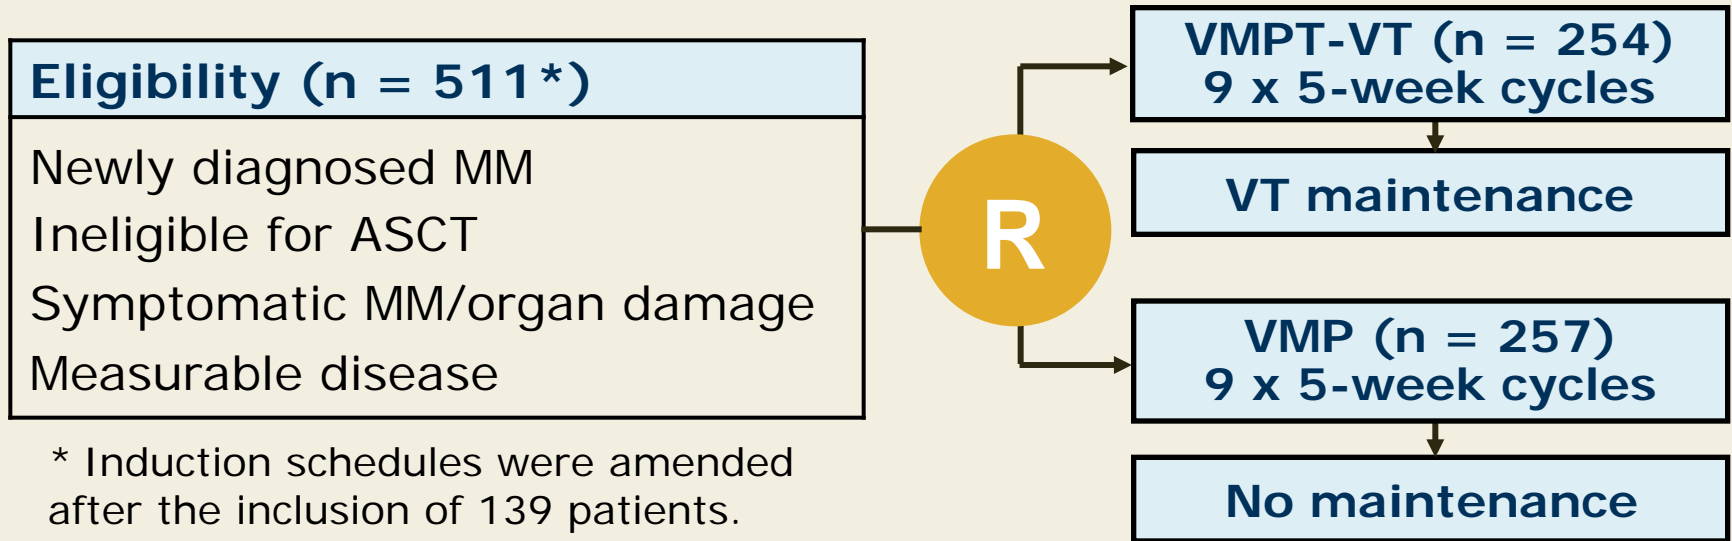 Eligibility (n = 511*)
Newly diagnosed MM
Ineligible for ASCT
Symptomatic MM/organ damage
Measurable disease
* Induction schedules were amended
after the inclusion of 139 patients.
R
VMPT-VT (n = 254)
9 x 5-week cycles
VT maintenance
VMP (n = 257)
9 x 5-week cycles
No maintenance